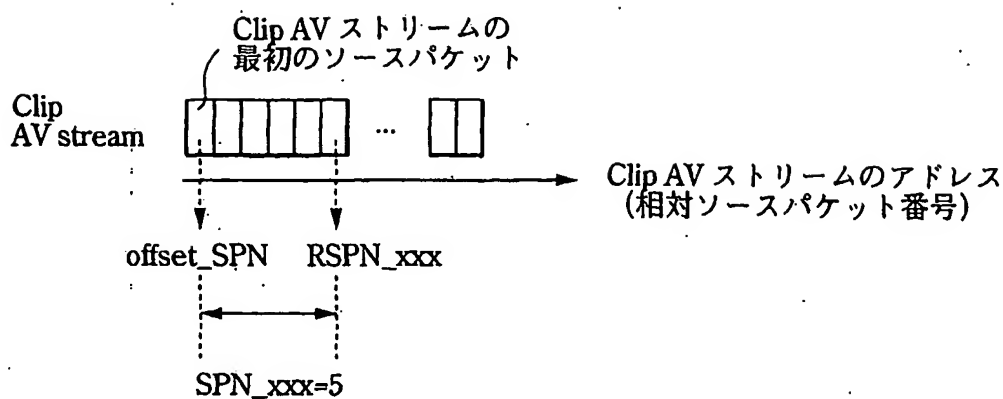 Clip AV ストリームの
最初のソースパケット
Clip
AV stream
...
Clip AV ストリームのアドレス
(相対ソースパケット番号)
offset_SPN RSPN_xxx
SPN_xxx=5